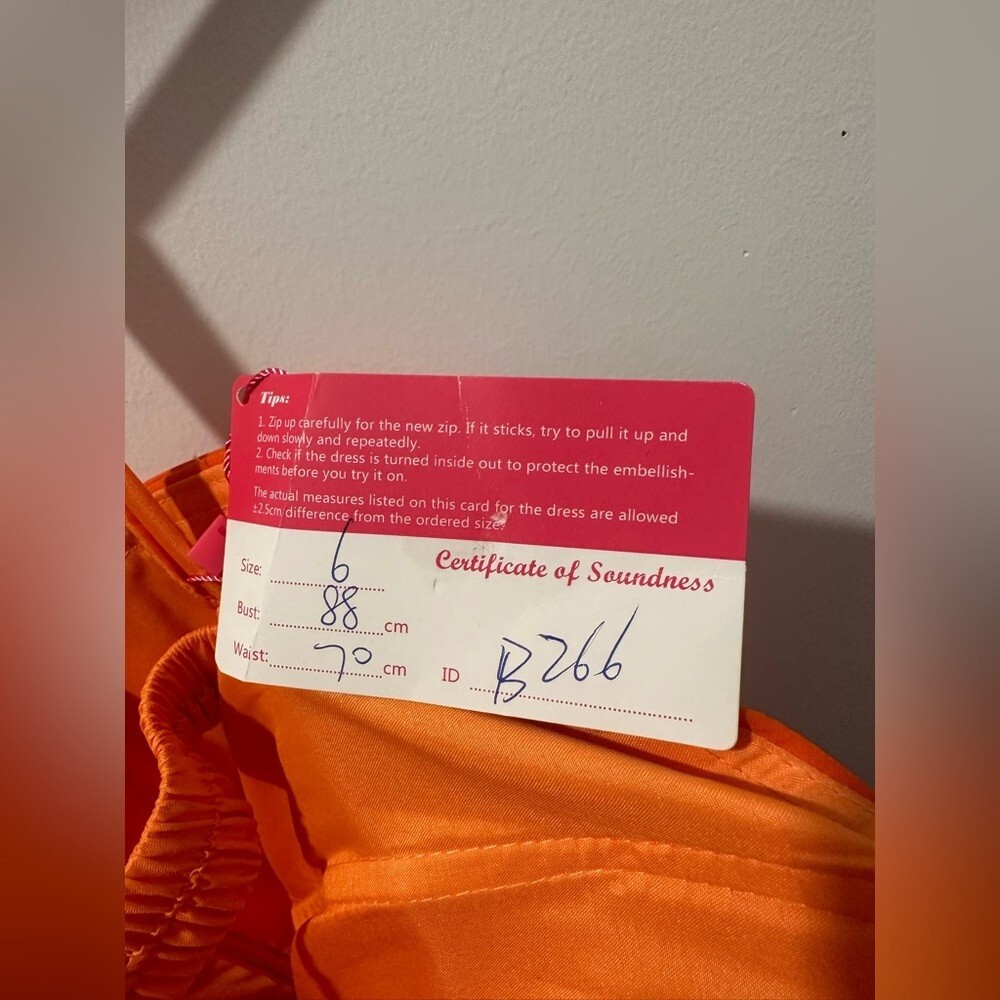 Tips:
1. Zip up carefully for the new zip. If it sticks, try to pull it up and
down slowly and repeatedly.
2. Check if the dress is turned inside out to protect the embellish-
ments before you try it on.
The actual measures listed on this card for the dress are allowed
±2.5cm difference from the ordered size.
Certificate of Soundness
Size: 6
Bust: 88 cm
Waist: 70 cm
ID B266